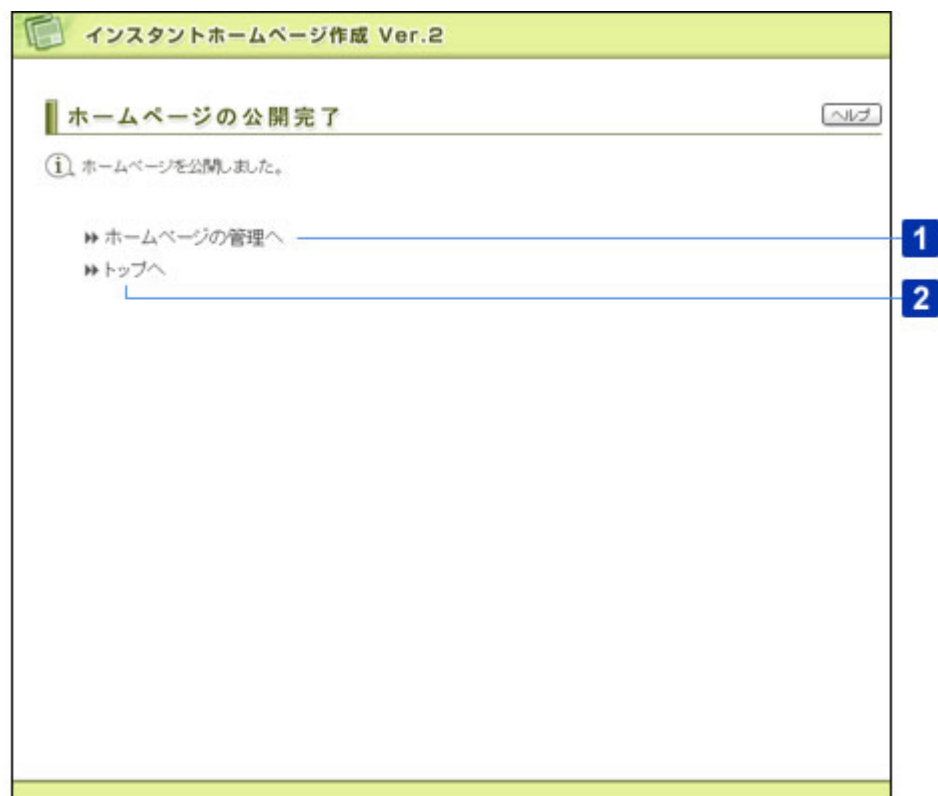 インスタントホームページ作成 Ver.2
ホームページの公開完了
ヘルプ
ホームページを公開しました。
ホームページの管理へ
1
トップへ
2